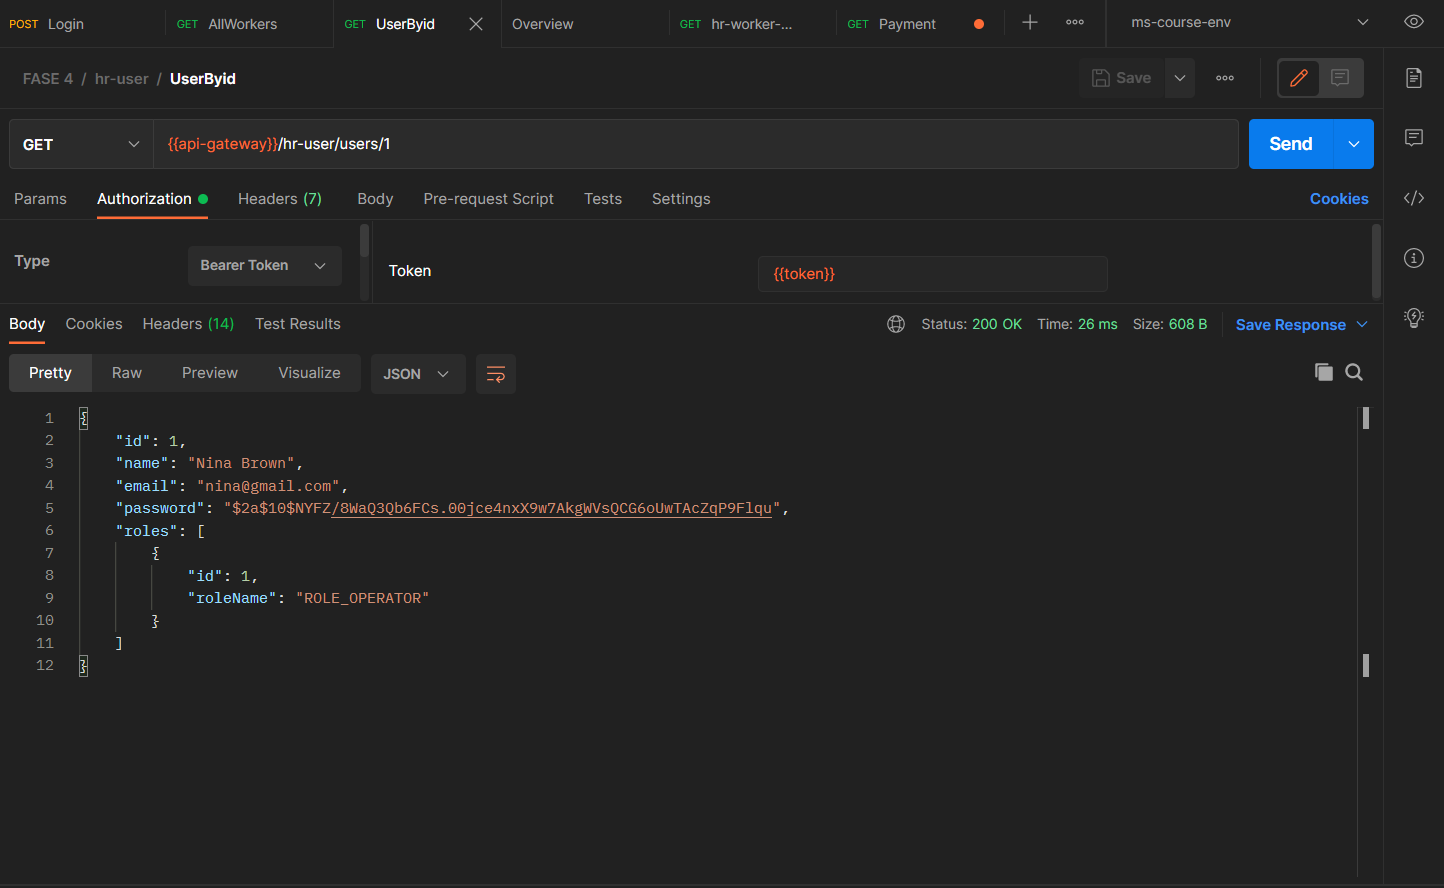 POST Login GET AllWorkers GET UserByid Overview GET hr-worker-... GET Payment ms-course-env
FASE 4 / hr-user / UserByid Save
GET {{api-gateway}}/hr-user/users/1 Send
Params Authorization Headers (7) Body Pre-request Script Tests Settings Cookies
Type Bearer Token Token {{token}}
Body Cookies Headers (14) Test Results Status: 200 OK Time: 26 ms Size: 608 B Save Response
Pretty Raw Preview Visualize JSON
1 {
2 "id": 1,
3 "name": "Nina Brown",
4 "email": "nina@gmail.com",
5 "password": "$2a$10$NYFZ/8WaQ3Qb6FCs.00jce4nxX9w7AkgWVsQCG6oUwTAcZqP9Flqu",
6 "roles": [
7 {
8 "id": 1,
9 "roleName": "ROLE_OPERATOR"
10 }
11 ]
12 }